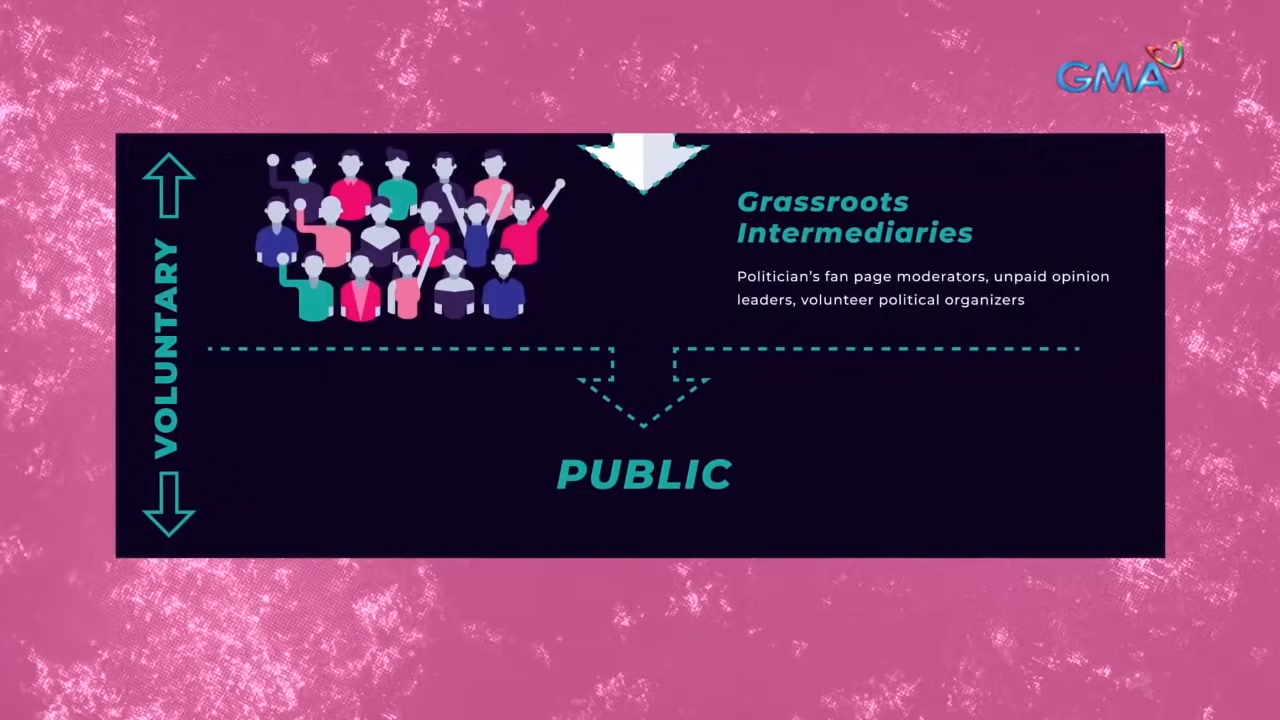 GMA
VOLUNTARY
Grassroots
Intermediaries
Politician's fan page moderators, unpaid opinion
leaders, volunteer political organizers
PUBLIC